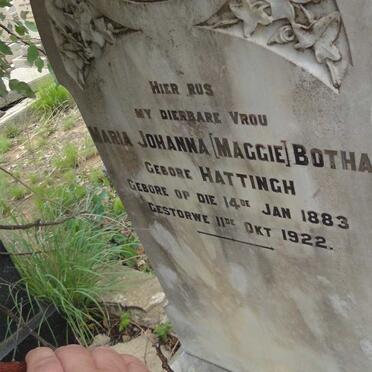 HIER RUS
MY DIERBARE VROU
MARIA JOHANNA [MAGGIE] BOTHA
GEBORE HATTINGH
GEBORE OP DIE 14DE JAN 1883
GESTORWE 11DE OKT 1922.